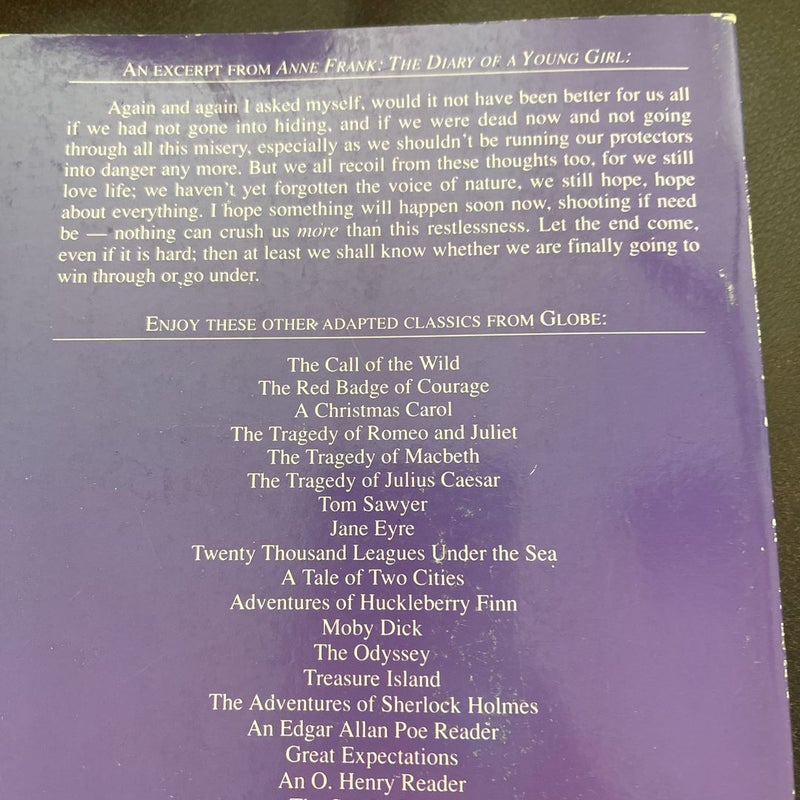 AN EXCERPT FROM ANNE FRANK: THE DIARY OF A YOUNG GIRL:
Again and again I asked myself, would it not have been better for us all
if we had not gone into hiding, and if we were dead now and not going
through all this misery, especially as we shouldn't be running our protectors
into danger any more. But we all recoil from these thoughts too, for we still
love life; we haven't yet forgotten the voice of nature, we still hope, hope
about everything. I hope something will happen soon now, shooting if need
be — nothing can crush us more than this restlessness. Let the end come,
even if it is hard; then at least we shall know whether we are finally going to
win through or go under.
ENJOY THESE OTHER ADAPTED CLASSICS FROM GLOBE:
The Call of the Wild
The Red Badge of Courage
A Christmas Carol
The Tragedy of Romeo and Juliet
The Tragedy of Macbeth
The Tragedy of Julius Caesar
Tom Sawyer
Jane Eyre
Twenty Thousand Leagues Under the Sea
A Tale of Two Cities
Adventures of Huckleberry Finn
Moby Dick
The Odyssey
Treasure Island
The Adventures of Sherlock Holmes
An Edgar Allan Poe Reader
Great Expectations
An O. Henry Reader